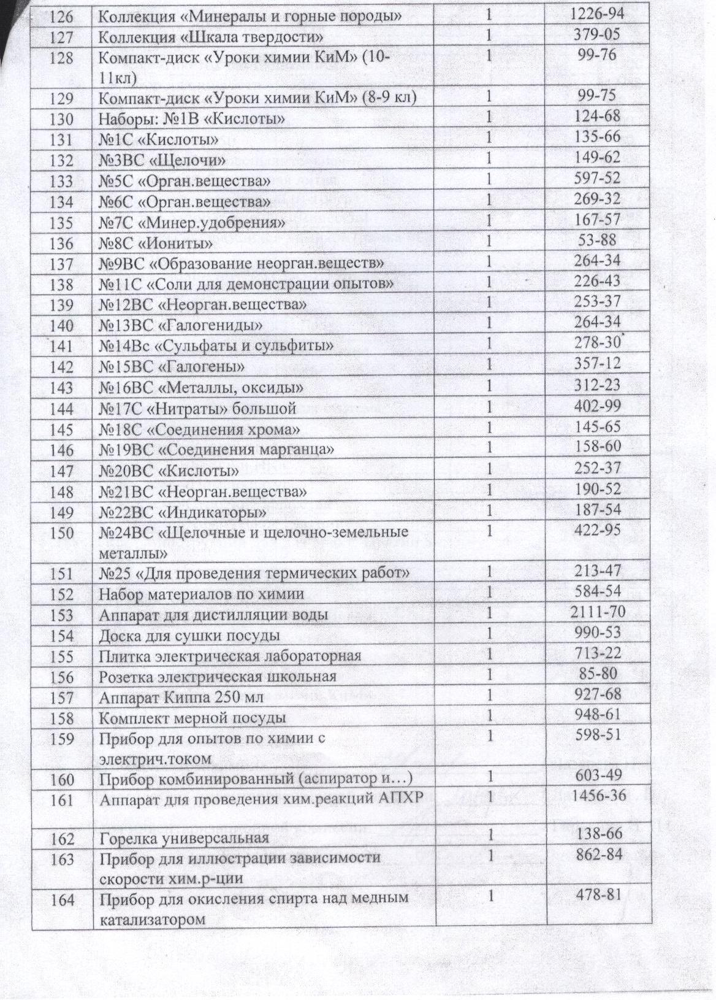 126 Коллекция «Минералы и горные породы» 1 1226-94
127 Коллекция «Шкала твердости» 1 379-05
128 Компакт-диск «Уроки химии КиМ» (10- 1 99-76
11кл)
129 Компакт-диск «Уроки химии КиМ» (8-9 кл) 1 99-75
130 Наборы: №1В «Кислоты» 1 124-68
131 №1С «Кислоты» 1 135-66
132 №3ВС «Щелочи» 1 149-62
133 №5С «Орган.вещества» 1 597-52
134 №6С «Орган.вещества» 1 269-32
135 №7С «Минер.удобрения» 1 167-57
136 №8С «Иониты» 1 53-88
137 №9ВС «Образование неорган.веществ» 1 264-34
138 №11С «Соли для демонстрации опытов» 1 226-43
139 №12ВС «Неорган.вещества» 1 253-37
140 №13ВС «Галогениды» 1 264-34
141 №14Вс «Сульфаты и сульфиты» 1 278-30
142 №15ВС «Галогены» 1 357-12
143 №16ВС «Металлы, оксиды» 1 312-23
144 №17С «Нитраты» большой 1 402-99
145 №18С «Соединения хрома» 1 145-65
146 №19ВС «Соединения марганца» 1 158-60
147 №20ВС «Кислоты» 1 252-37
148 №21ВС «Неорган.вещества» 1 190-52
149 №22ВС «Индикаторы» 1 187-54
150 №24ВС «Щелочные и щелочно-земельные 1 422-95
металлы»
151 №25 «Для проведения термических работ» 1 213-47
152 Набор материалов по химии 1 584-54
153 Аппарат для дистилляции воды 1 2111-70
154 Доска для сушки посуды 1 990-53
155 Плитка электрическая лабораторная 1 713-22
156 Розетка электрическая школьная 1 85-80
157 Аппарат Киппа 250 мл 1 927-68
158 Комплект мерной посуды 1 948-61
159 Прибор для опытов по химии с 1 598-51
электрич.током
160 Прибор комбинированный (аспиратор и…) 1 603-49
161 Аппарат для проведения хим.реакций АПХР 1 1456-36
162 Горелка универсальная 1 138-66
163 Прибор для иллюстрации зависимости 1 862-84
скорости хим.р-ции
164 Прибор для окисления спирта над медным 1 478-81
катализатором